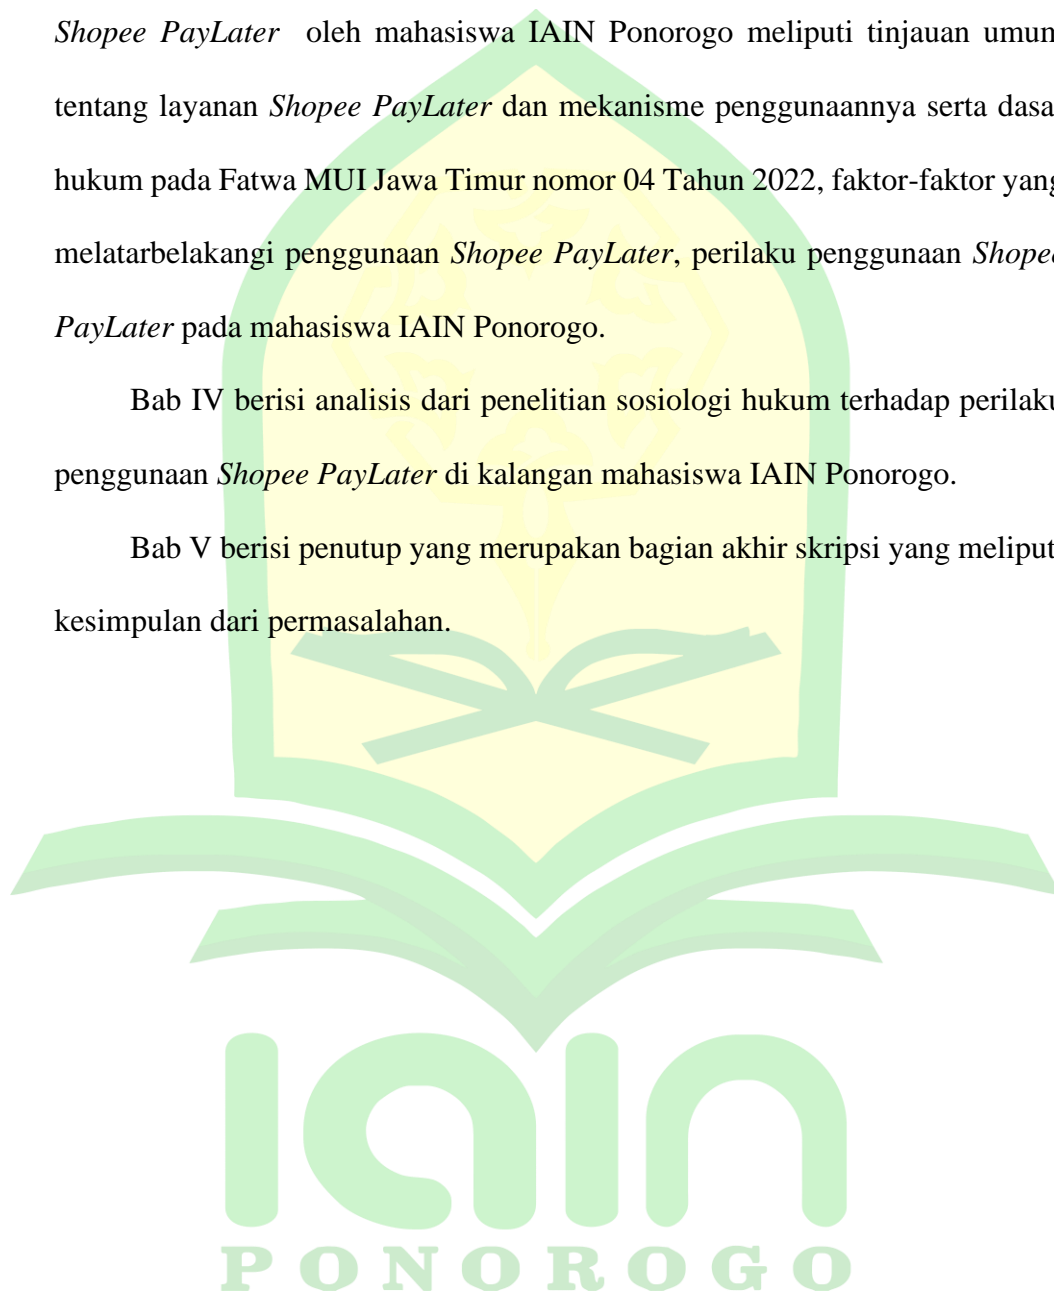 Shopee PayLater oleh mahasiswa IAIN Ponorogo meliputi tinjauan umum
tentang layanan Shopee PayLater dan mekanisme penggunaannya serta dasa
hukum pada Fatwa MUI Jawa Timur nomor 04 Tahun 2022, faktor-faktor yang
melatarbelakangi penggunaan Shopee PayLater, perilaku penggunaan Shopee
PayLater pada mahasiswa IAIN Ponorogo.
Bab IV berisi analisis dari penelitian sosiologi hukum terhadap perilaku
penggunaan Shopee PayLater di kalangan mahasiswa IAIN Ponorogo.
Bab V berisi penutup yang merupakan bagian akhir skripsi yang meliput
kesimpulan dari permasalahan.
IAIN
PONOROGO